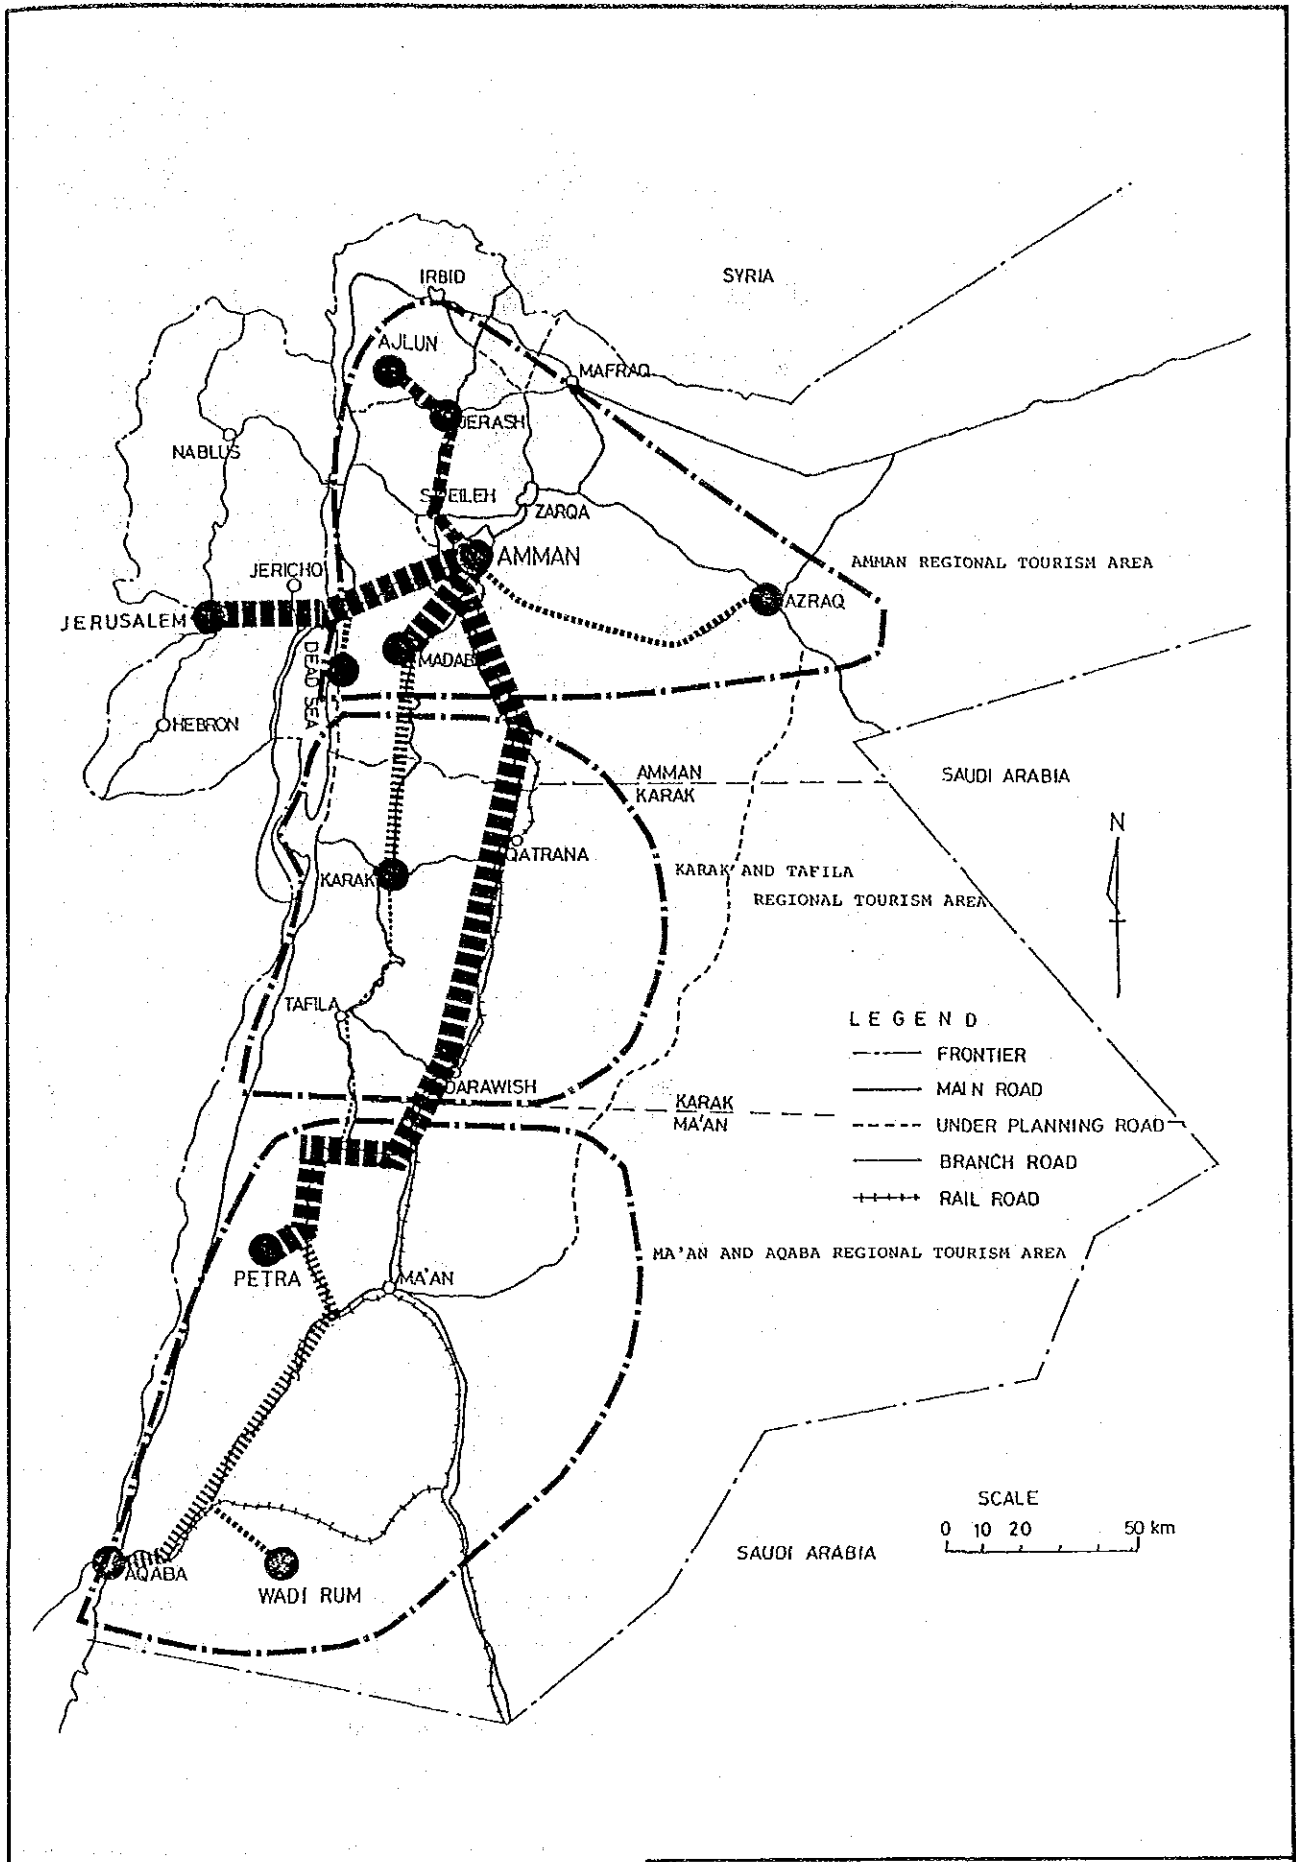 SYRIA
IRBID
AJLUN
MAFRAQ
JERASH
NABLUS
ZARQA
AMMAN
AMMAN REGIONAL TOURISM AREA
JERICHO
AZRAQ
JERUSALEM
MADAB
DEAD SEA
HEBRON
AMMAN
KARAK
SAUDI ARABIA
N
QATRANA
KARAK AND TAFILA
REGIONAL TOURISM AREA
KARAK
TAFILA
LEGEND
FRONTIER
MAIN ROAD
UNDER PLANNING ROAD
BRANCH ROAD
RAIL ROAD
DARAWISH
KARAK
MA'AN
MA'AN AND AQABA REGIONAL TOURISM AREA
PETRA
MA'AN
SCALE
0 10 20 50 km
SAUDI ARABIA
AQABA
WADI RUM